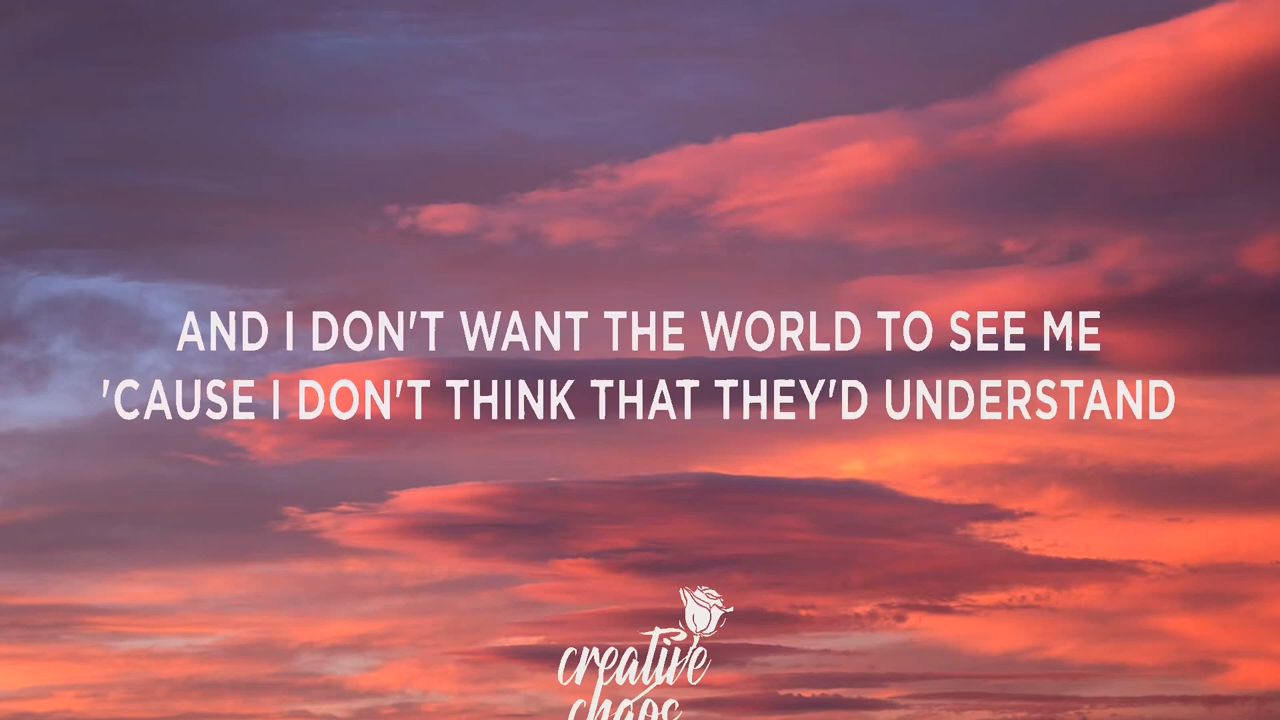 AND I DON'T WANT THE WORLD TO SEE ME
'CAUSE I DON'T THINK THAT THEY'D UNDERSTAND
creative
chaos